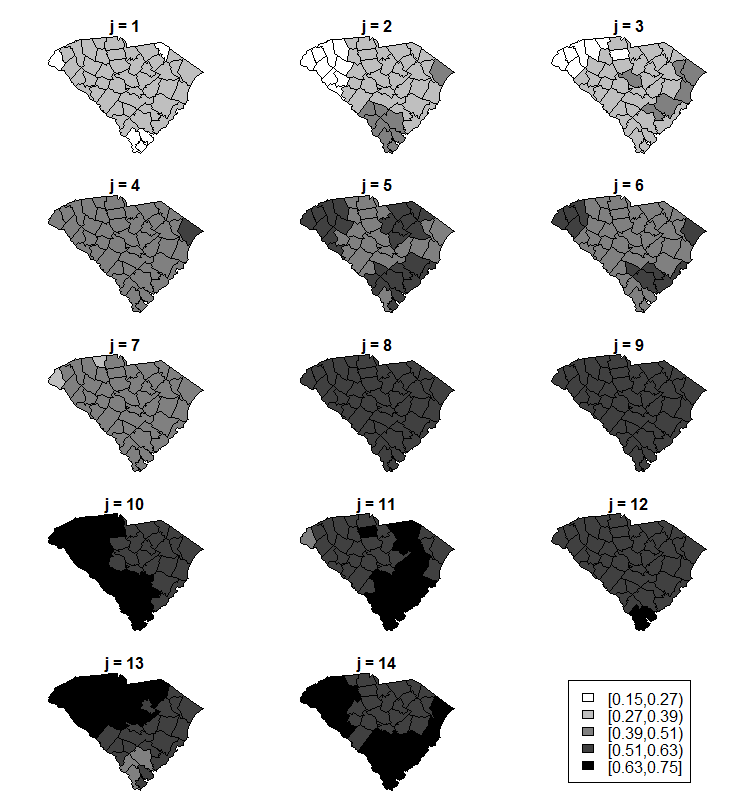 j = 1
j = 2
j = 3
j = 4
j = 5
j = 6
j = 7
j = 8
j = 9
j = 10
j = 11
j = 12
j = 13
j = 14
[0.15,0.27)
[0.27,0.39)
[0.39,0.51)
[0.51,0.63)
[0.63,0.75]